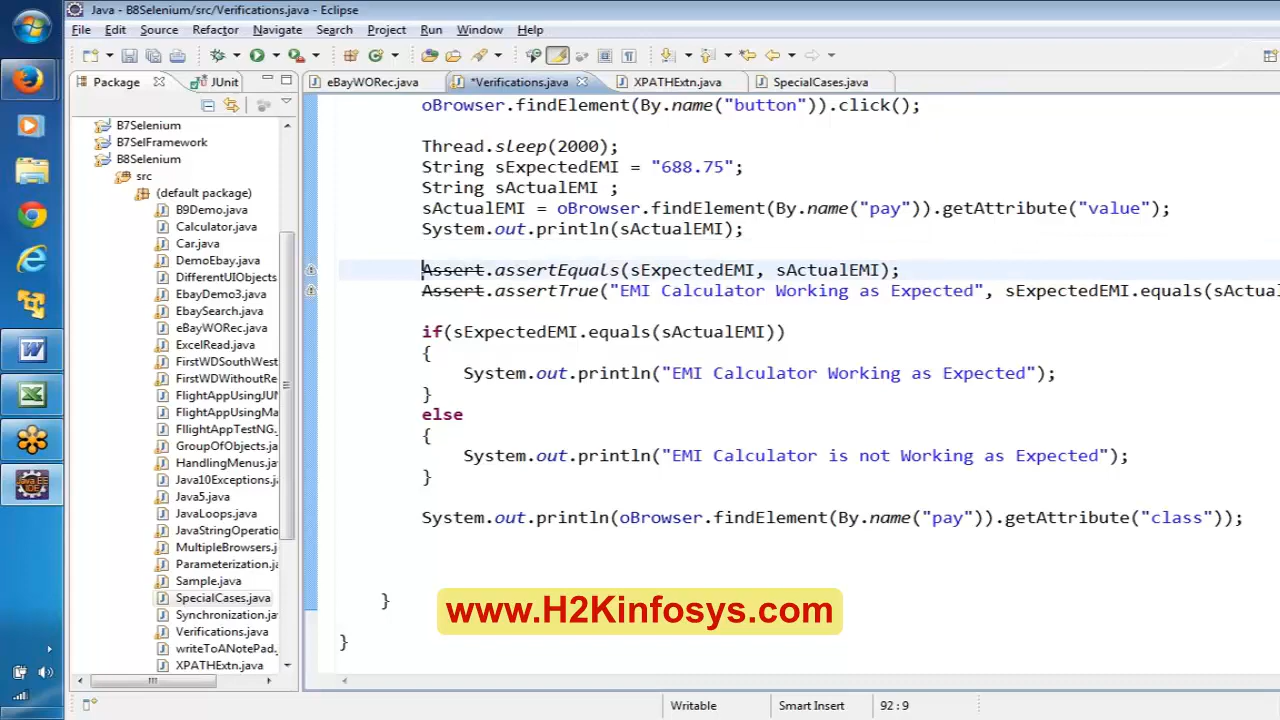 Java - B8Selenium/src/Verifications.java - Eclipse
File Edit Source Refactor Navigate Search Project Run Window Help
Package JUnit eBayWORec.java *Verifications.java XPATHExtn.java SpecialCases.java
B7Selenium
B7SelFramework
B8Selenium
src
(default package)
B9Demo.java
Calculator.java
Car.java
DemoEbay.java
DifferentUIObjects
EbayDemo3.java
EbaySearch.java
eBayWORec.java
ExcelRead.java
FirstWDSouthWest
FirstWDWithoutRe
FlightAppUsingJUN
FlightAppUsingMa
FllightAppTestNG.
GroupOfObjects.ja
HandlingMenus.ja
Java10Exceptions.j
Java5.java
JavaLoops.java
JavaStringOperatio
MultipleBrowsers.j
Parameterization.ja
Sample.java
SpecialCases.java
Synchronization.ja
Verifications.java
writeToANotePad.
XPATHExtn.java
oBrowser.findElement(By.name("button")).click();
Thread.sleep(2000);
String sExpectedEMI = "688.75";
String sActualEMI ;
sActualEMI = oBrowser.findElement(By.name("pay")).getAttribute("value");
System.out.println(sActualEMI);
Assert.assertEquals(sExpectedEMI, sActualEMI);
Assert.assertTrue("EMI Calculator Working as Expected", sExpectedEMI.equals(sActua
if(sExpectedEMI.equals(sActualEMI))
{
System.out.println("EMI Calculator Working as Expected");
}
else
{
System.out.println("EMI Calculator is not Working as Expected");
}
System.out.println(oBrowser.findElement(By.name("pay")).getAttribute("class"));
}
www.H2Kinfosys.com
}
Writable Smart Insert 92 : 9